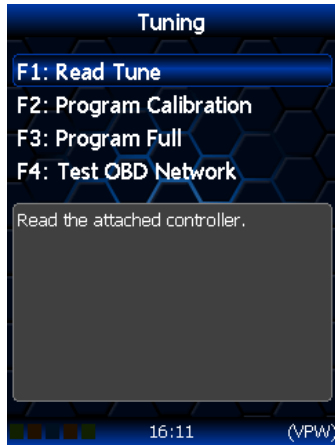 Tuning
F1: Read Tune
F2: Program Calibration
F3: Program Full
F4: Test OBD Network
Read the attached controller.
16:11 (VPW)